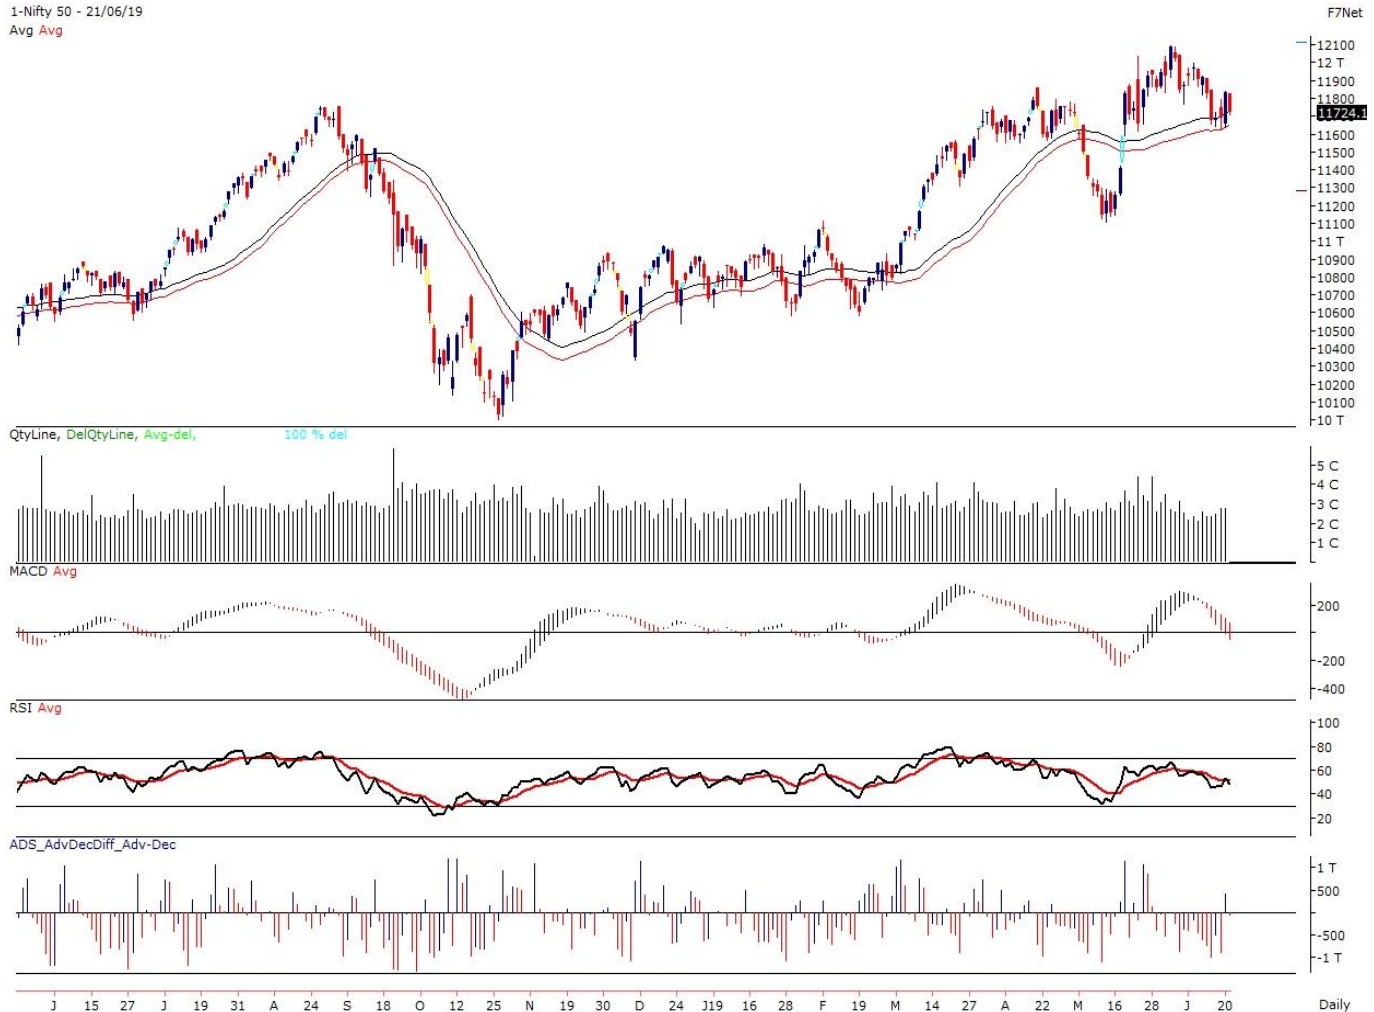 1-Nifty 50 - 21/06/19
F7Net
Avg Avg
12100
12 T
11900
11800
11724.1
11600
11500
11400
11300
11200
11100
11 T
10900
10800
10700
10600
10500
10400
10300
10200
10100
10 T
QtyLine, DelQtyLine, Avg-del, 100 % del
5 C
4 C
3 C
2 C
1 C
MACD Avg
200
-200
-400
RSI Avg
100
80
60
40
20
ADS_AdvDecDiff_Adv-Dec
1 T
500
-500
-1 T
J 15 27 J 19 31 A 24 S 18 O 12 25 N 19 30 D 24 J19 16 28 F 19 M 14 27 A 22 M 16 28 J 20 Daily